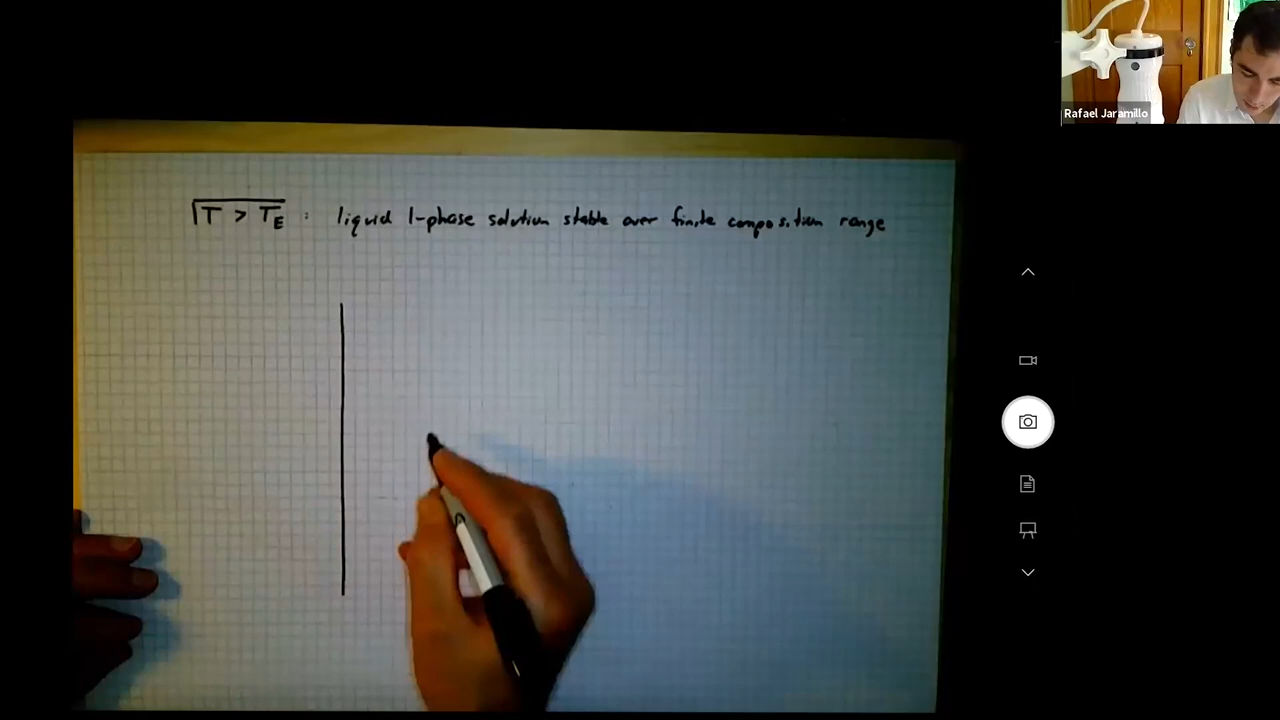 Rafael Jaramillo
T > T_E : liquid 1-phase solution stable over finite composition range